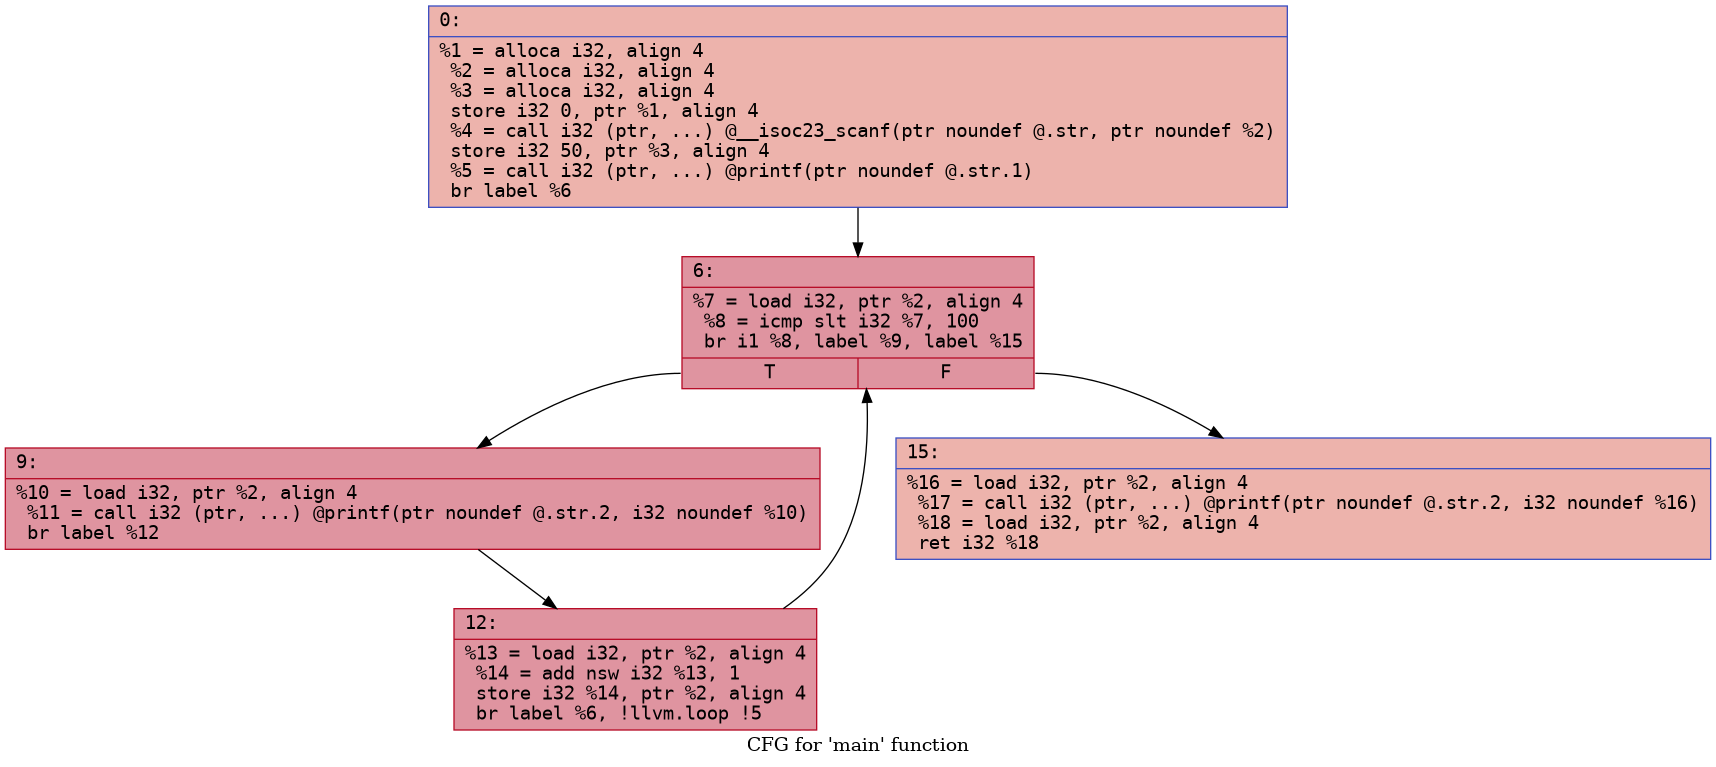 0:
%1 = alloca i32, align 4
%2 = alloca i32, align 4
%3 = alloca i32, align 4
store i32 0, ptr %1, align 4
%4 = call i32 (ptr, ...) @__isoc23_scanf(ptr noundef @.str, ptr noundef %2)
store i32 50, ptr %3, align 4
%5 = call i32 (ptr, ...) @printf(ptr noundef @.str.1)
br label %6
6:
%7 = load i32, ptr %2, align 4
%8 = icmp slt i32 %7, 100
br i1 %8, label %9, label %15
T F
9:
%10 = load i32, ptr %2, align 4
%11 = call i32 (ptr, ...) @printf(ptr noundef @.str.2, i32 noundef %10)
br label %12
15:
%16 = load i32, ptr %2, align 4
%17 = call i32 (ptr, ...) @printf(ptr noundef @.str.2, i32 noundef %16)
%18 = load i32, ptr %2, align 4
ret i32 %18
12:
%13 = load i32, ptr %2, align 4
%14 = add nsw i32 %13, 1
store i32 %14, ptr %2, align 4
br label %6, !llvm.loop !5
CFG for 'main' function